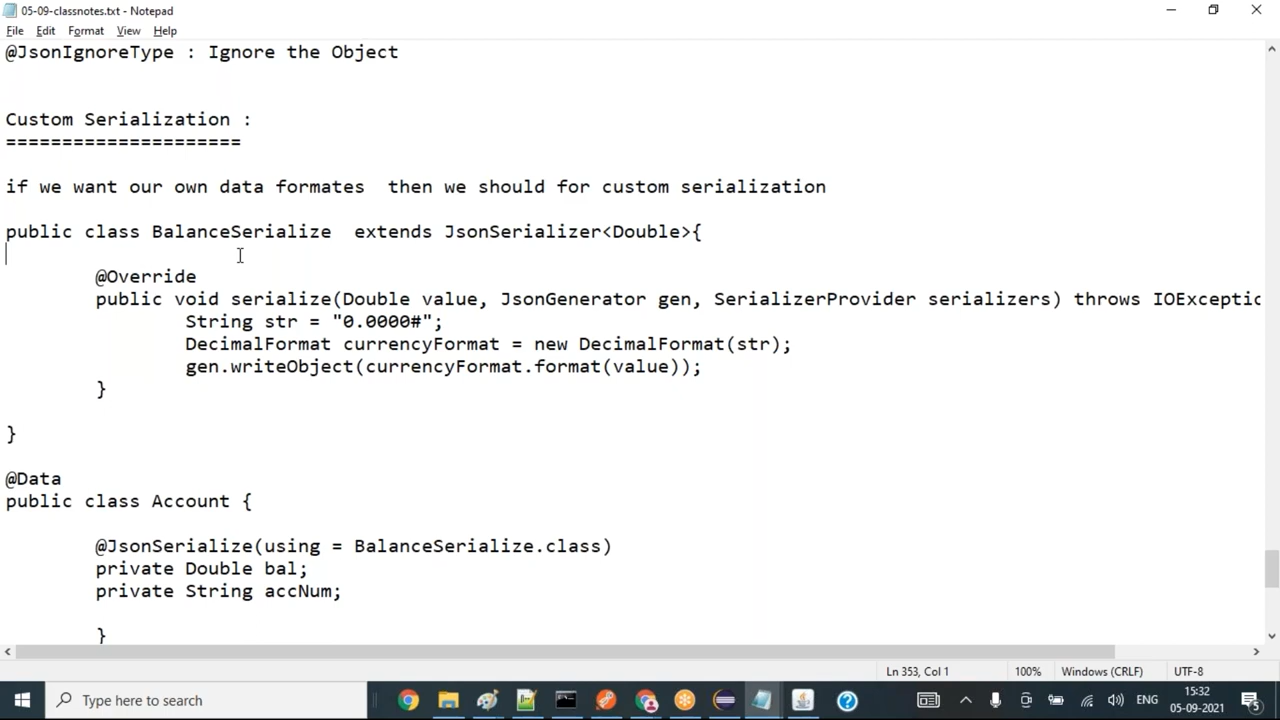 05-09-classnotes.txt - Notepad
File Edit Format View Help
@JsonIgnoreType : Ignore the Object
Custom Serialization :
=====================
if we want our own data formates  then we should for custom serialization
public class BalanceSerialize  extends JsonSerializer<Double>{
@Override
public void serialize(Double value, JsonGenerator gen, SerializerProvider serializers) throws IOExceptio
String str = "0.0000#";
DecimalFormat currencyFormat = new DecimalFormat(str);
gen.writeObject(currencyFormat.format(value));
}
}
@Data
public class Account {
@JsonSerialize(using = BalanceSerialize.class)
private Double bal;
private String accNum;
}
Ln 353, Col 1 100% Windows (CRLF) UTF-8
Type here to search
ENG
15:32
05-09-2021
5